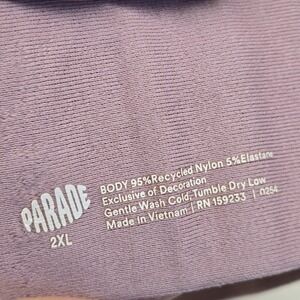 PARADE
2XL
BODY 95%Recycled Nylon 5%Elastane
Exclusive of Decoration
Gentle Wash Cold.Tumble Dry Low
Made in Vietnam | RN 159233 | 0254